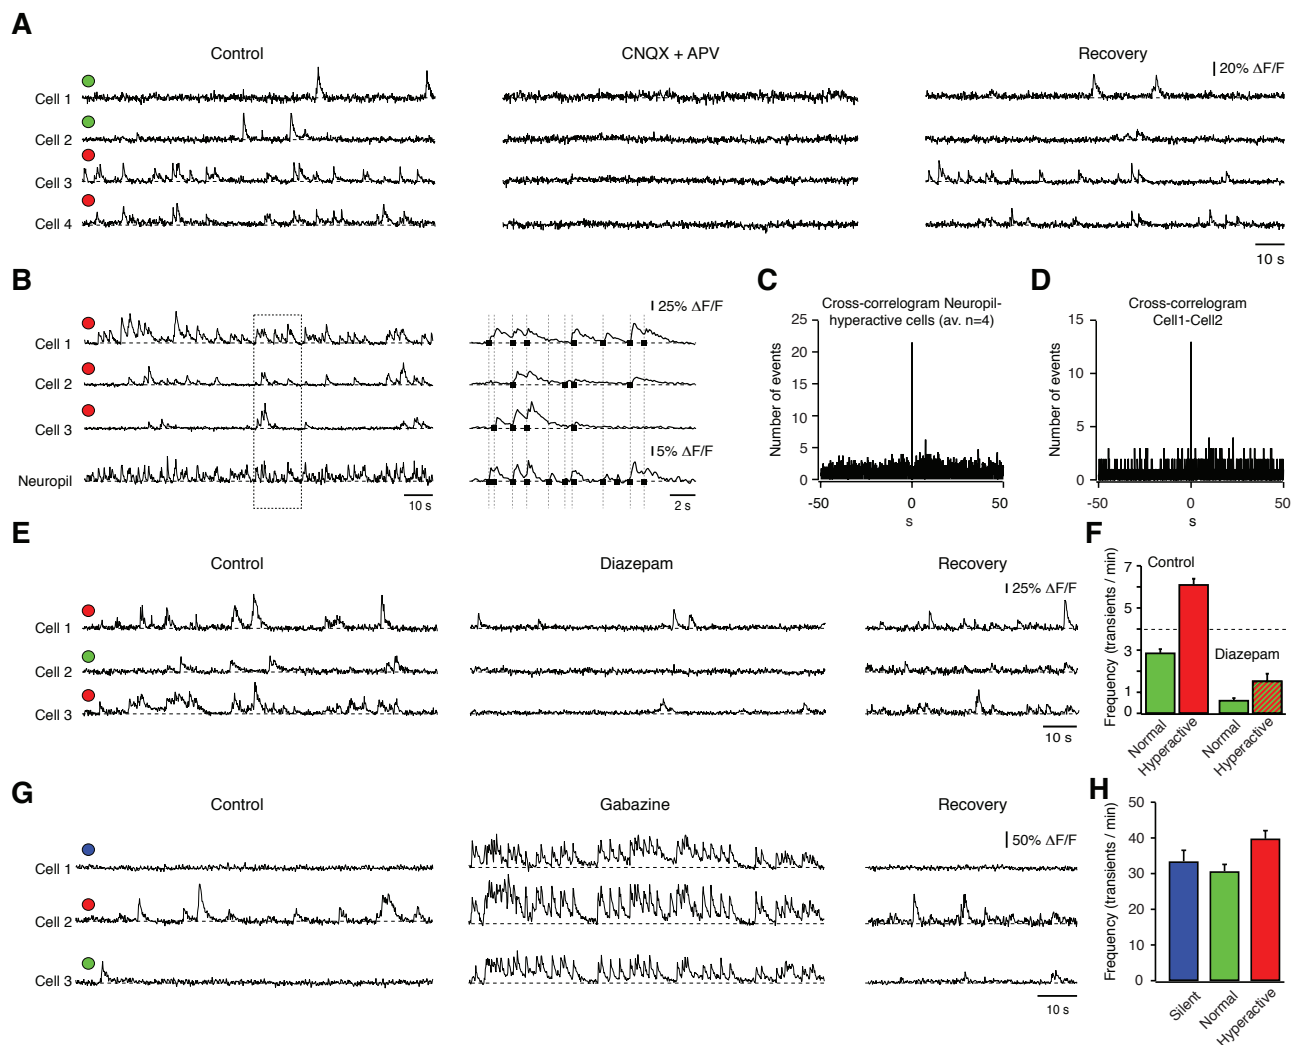 A
Control
CNQX + APV
Recovery
20% ΔF/F
Cell 1
Cell 2
Cell 3
Cell 4
10 s
B
25% ΔF/F
Cell 1
Cell 2
Cell 3
5% ΔF/F
Neuropil
10 s
2 s
C
Cross-correlogram Neuropil-
hyperactive cells (av. n=4)
Number of events
25
20
15
10
5
0
-50
0
50
s
D
Cross-correlogram
Cell1-Cell2
Number of events
15
10
5
0
-50
0
50
s
E
Control
Diazepam
Recovery
25% ΔF/F
Cell 1
Cell 2
Cell 3
10 s
F
Frequency (transients / min)
7
5
3
1
0
Control
Diazepam
Normal
Hyperactive
Normal
Hyperactive
G
Control
Gabazine
Recovery
50% ΔF/F
Cell 1
Cell 2
Cell 3
10 s
H
Frequency (transients / min)
50
40
30
20
10
0
Silent
Normal
Hyperactive